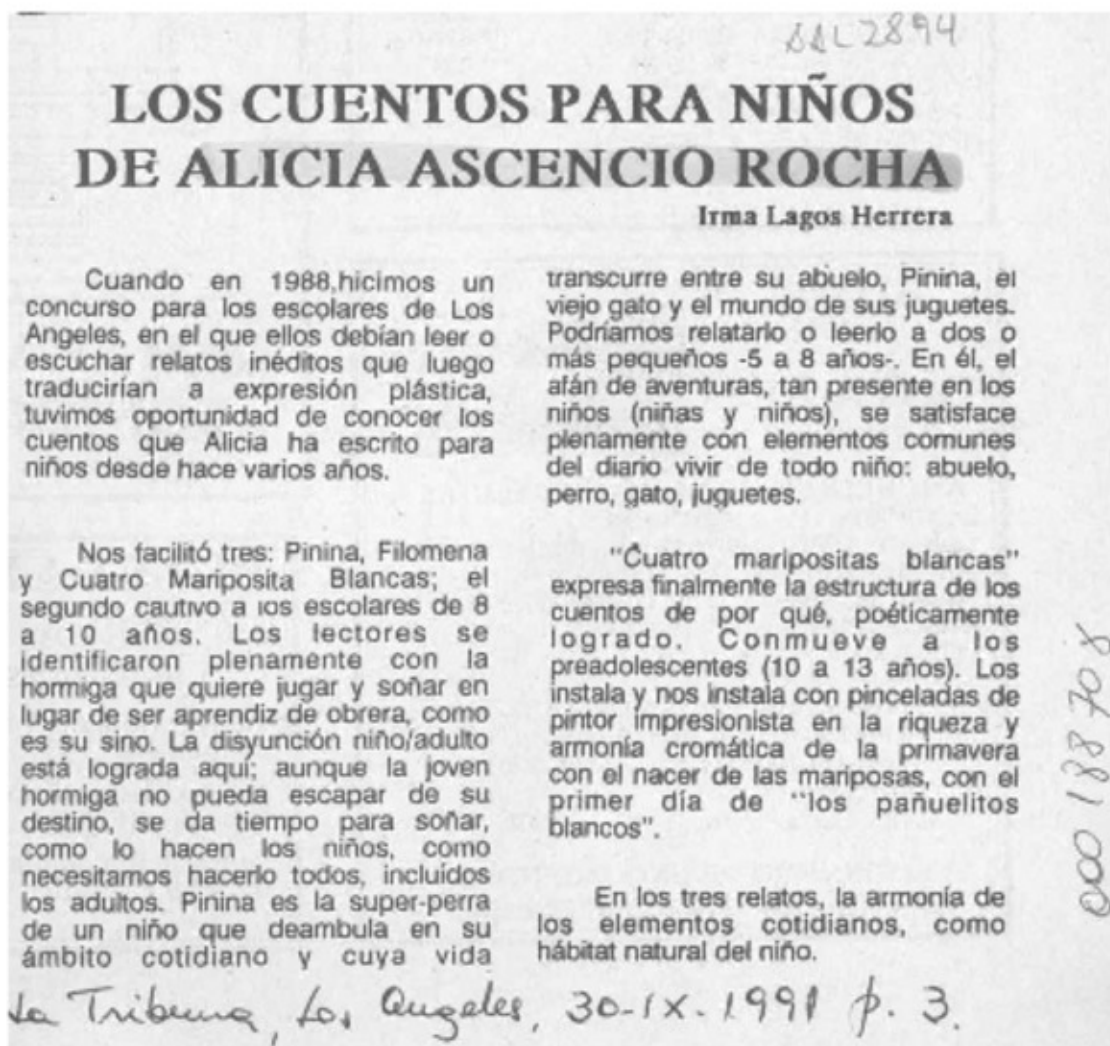 AAL 2894
LOS CUENTOS PARA NIÑOS
DE ALICIA ASCENCIO ROCHA
Irma Lagos Herrera
Cuando en 1988,hicimos un
concurso para los escolares de Los
Angeles, en el que ellos debían leer o
escuchar relatos inéditos que luego
traducirían a expresión plástica,
tuvimos oportunidad de conocer los
cuentos que Alicia ha escrito para
niños desde hace varios años.
Nos facilitó tres: Pinina, Filomena
y Cuatro Mariposita Blancas; el
segundo cautivo a los escolares de 8
a 10 años. Los lectores se
identificaron plenamente con la
hormiga que quiere jugar y soñar en
lugar de ser aprendiz de obrera, como
es su sino. La disyunción niño/adulto
está lograda aquí; aunque la joven
hormiga no pueda escapar de su
destino, se da tiempo para soñar,
como lo hacen los niños, como
necesitamos hacerlo todos, incluídos
los adultos. Pinina es la super-perra
de un niño que deambula en su
ámbito cotidiano y cuya vida
transcurre entre su abuelo, Pinina, el
viejo gato y el mundo de sus juguetes.
Podríamos relatarlo o leerlo a dos o
más pequeños -5 a 8 años-. En él, el
afán de aventuras, tan presente en los
niños (niñas y niños), se satisface
plenamente con elementos comunes
del diario vivir de todo niño: abuelo,
perro, gato, juguetes.
"Cuatro maripositas blancas"
expresa finalmente la estructura de los
cuentos de por qué, poéticamente
logrado. Conmueve a los
preadolescentes (10 a 13 años). Los
instala y nos instala con pinceladas de
pintor impresionista en la riqueza y
armonía cromática de la primavera
con el nacer de las mariposas, con el
primer día de "los pañuelitos
blancos".
En los tres relatos, la armonía de
los elementos cotidianos, como
hábitat natural del niño.
000188708
La Tribuna, Los Angeles, 30-IX-1991 p. 3.